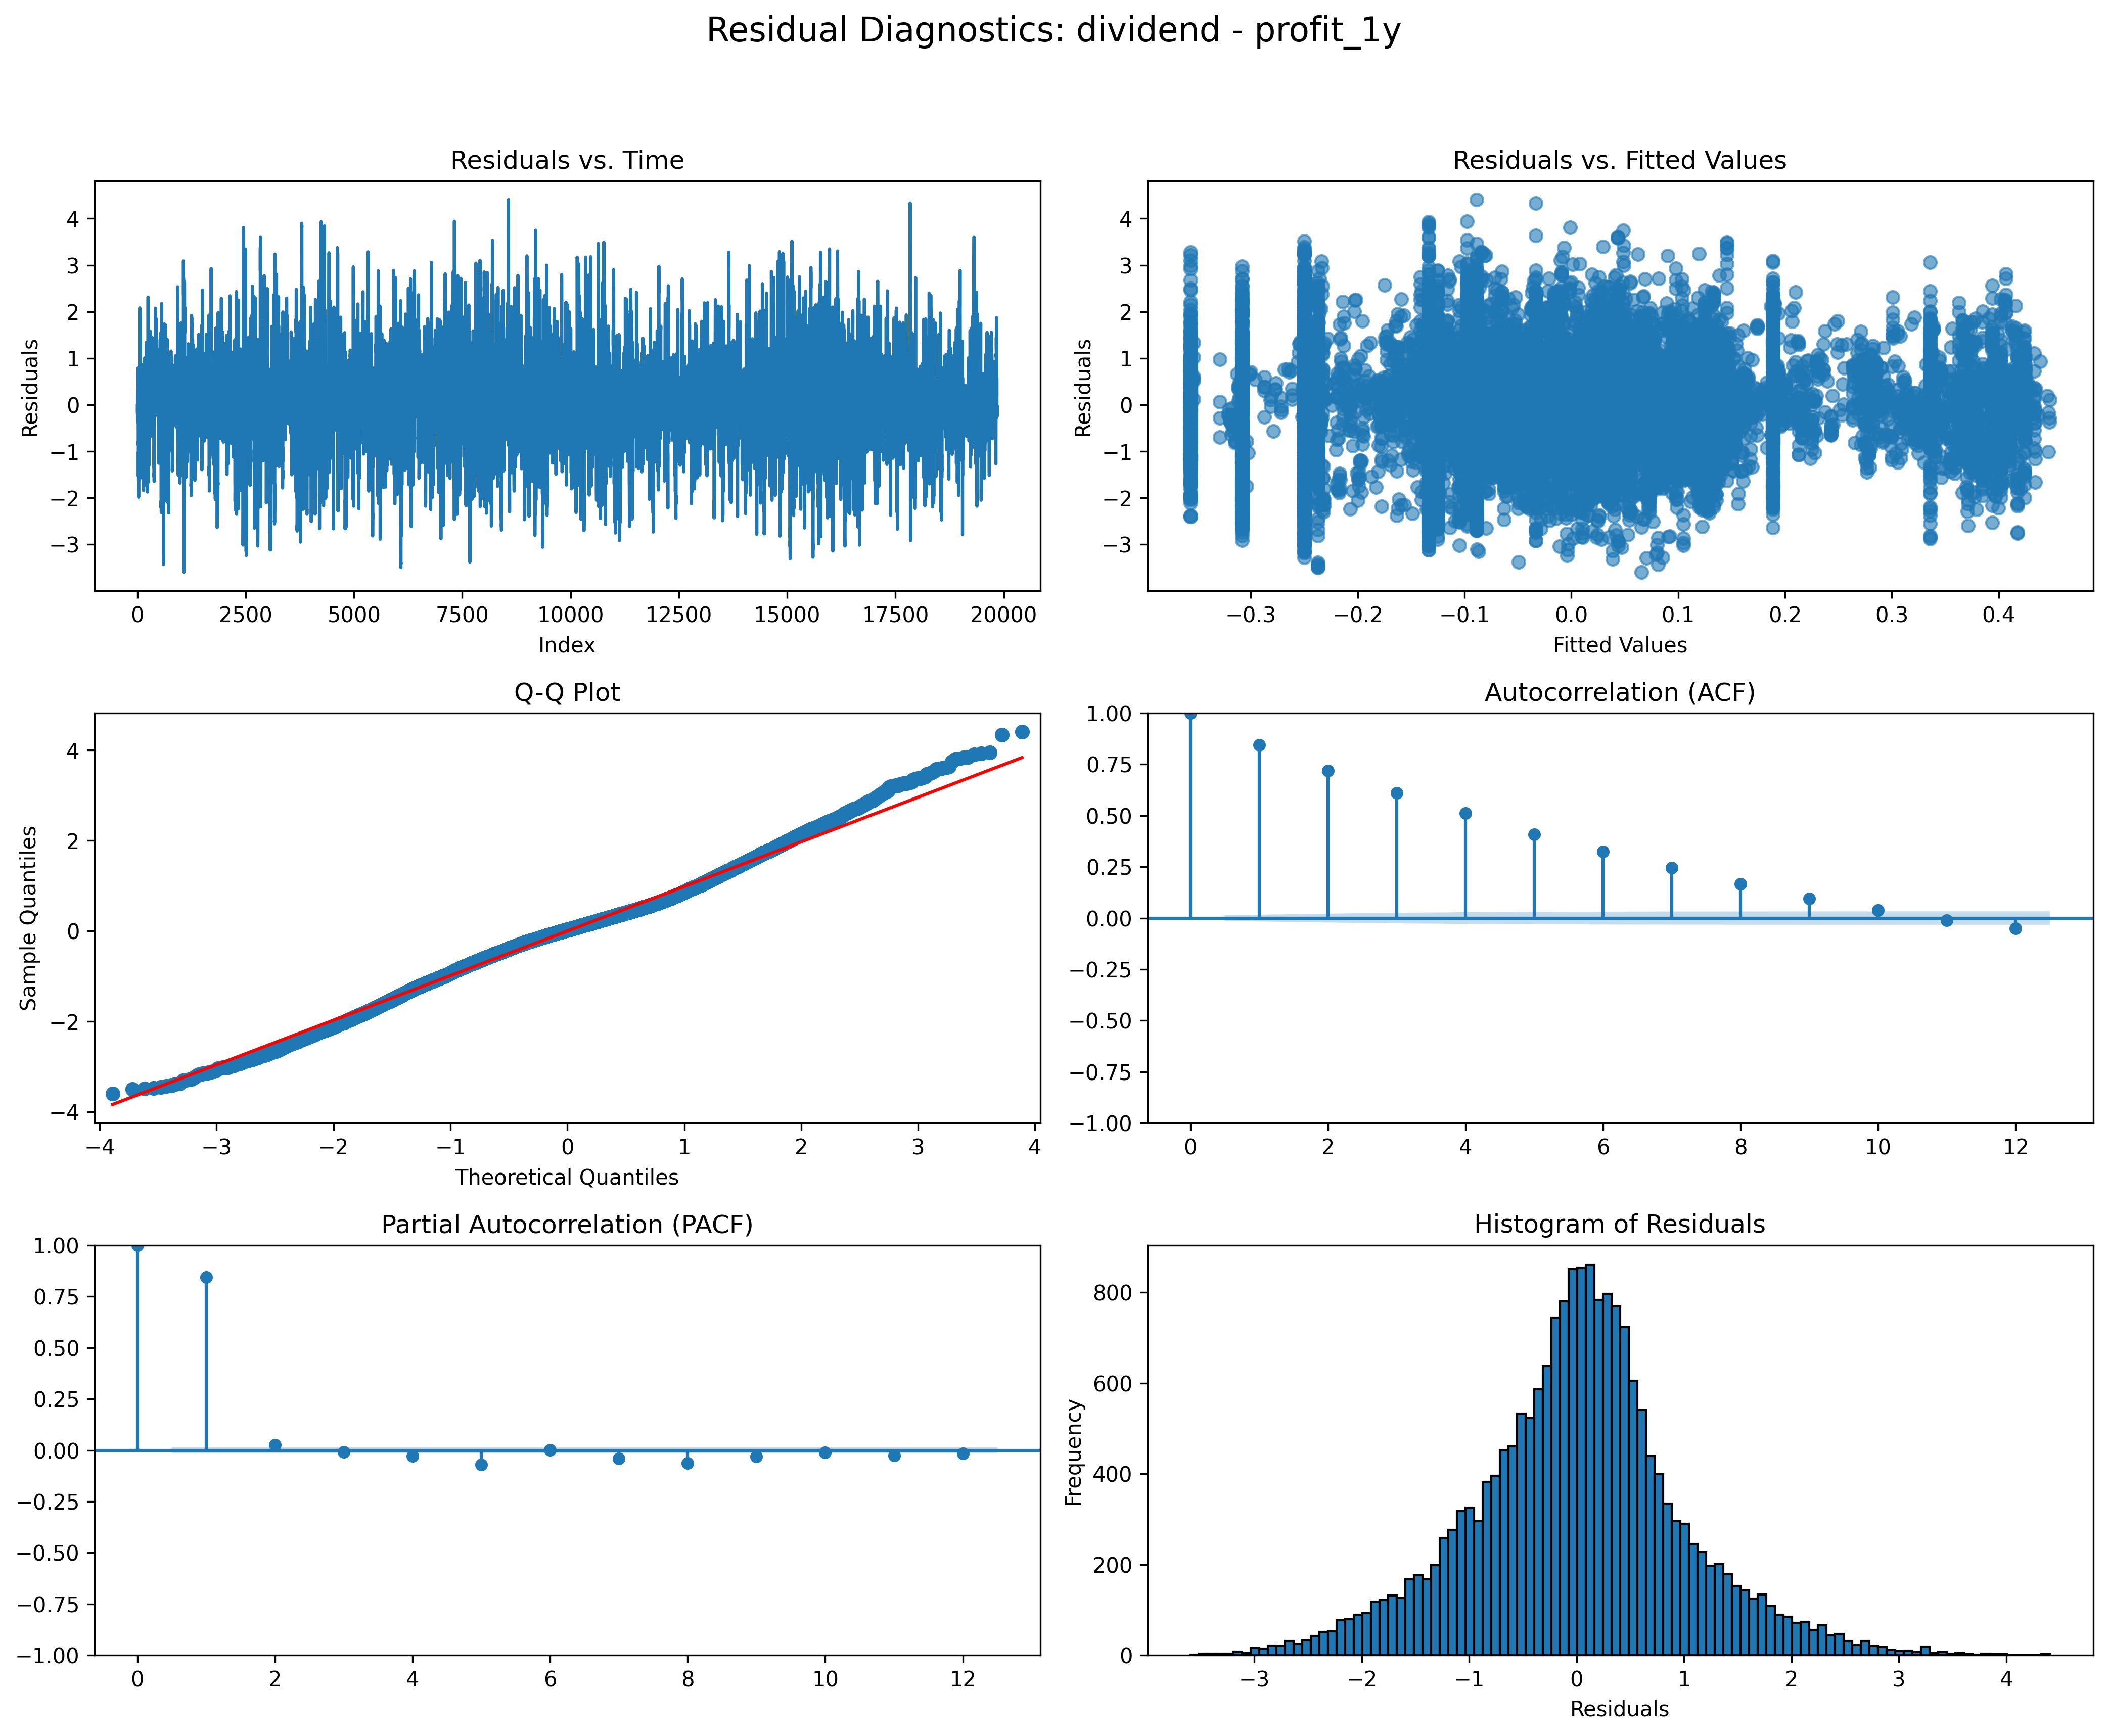 Residual Diagnostics: dividend - profit_1y
Residuals vs. Time
Residuals
4
3
2
1
0
−1
−2
−3
0 2500 5000 7500 10000 12500 15000 17500 20000
Index
Residuals vs. Fitted Values
Residuals
4
3
2
1
0
−1
−2
−3
−0.3 −0.2 −0.1 0.0 0.1 0.2 0.3 0.4
Fitted Values
Q-Q Plot
Sample Quantiles
4
2
0
−2
−4
−4 −3 −2 −1 0 1 2 3 4
Theoretical Quantiles
Autocorrelation (ACF)
1.00
0.75
0.50
0.25
0.00
−0.25
−0.50
−0.75
−1.00
0 2 4 6 8 10 12
Partial Autocorrelation (PACF)
1.00
0.75
0.50
0.25
0.00
−0.25
−0.50
−0.75
−1.00
0 2 4 6 8 10 12
Histogram of Residuals
Frequency
800
600
400
200
0
−3 −2 −1 0 1 2 3 4
Residuals